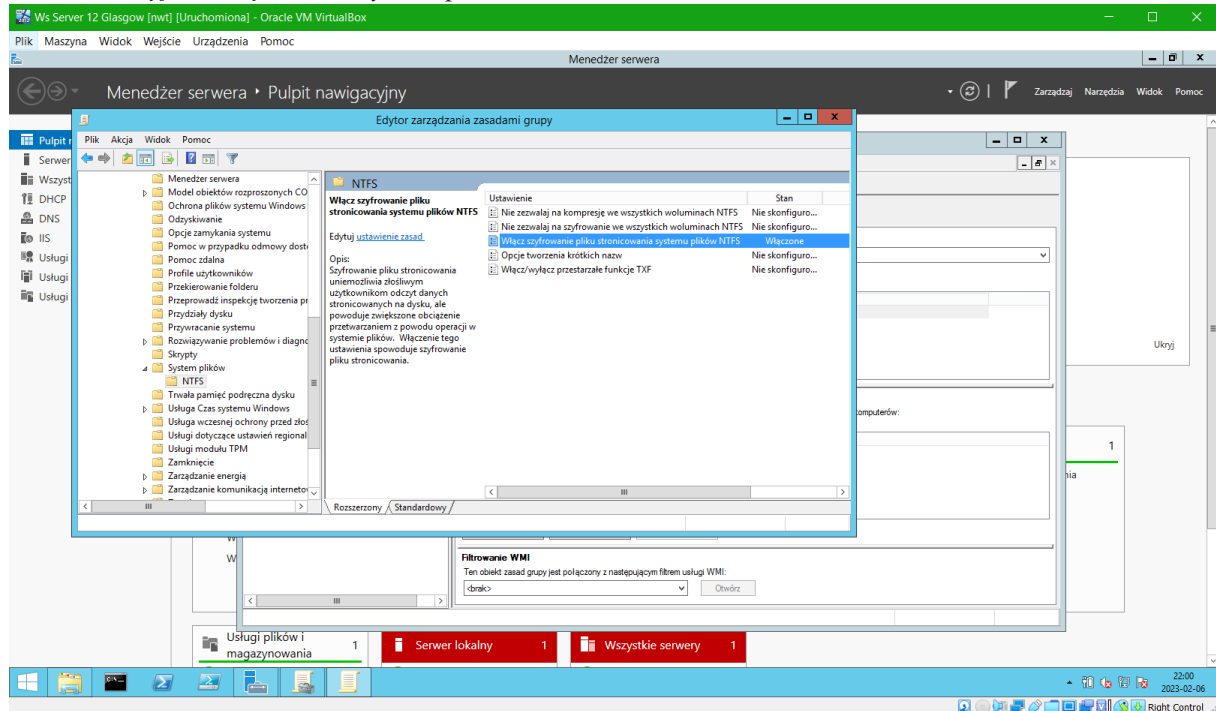 Ws Server 12 Glasgow [nwt] [Uruchomiona] - Oracle VM VirtualBox
Plik Maszyna Widok Wejście Urządzenia Pomoc
Menedżer serwera
Menedżer serwera • Pulpit nawigacyjny
Zarządzaj Narzędzia Widok Pomoc
Edytor zarządzania zasadami grupy
Plik Akcja Widok Pomoc
Pulpit
Serwer
Wszyst
DHCP
DNS
IIS
Usługi
Usługi
Usługi
Menedżer serwera
Model obiektów rozproszonych CO
Ochrona plików systemu Windows
Odzyskiwanie
Opcje zamykania systemu
Pomoc w przypadku odmowy dostę
Pomoc zdalna
Profile użytkowników
Przekierowanie folderu
Przeprowadź inspekcję tworzenia pr
Przydziały dysku
Przywracanie systemu
Rozwiązywanie problemów i diagno
Skrypty
System plików
NTFS
Trwała pamięć podręczna dysku
Usługa Czas systemu Windows
Usługa wczesnej ochrony przed złoś
Usługi dotyczące ustawień regional
Usługi modułu TPM
Zamknięcie
Zarządzanie energią
Zarządzanie komunikacją internetow
NTFS
Włącz szyfrowanie pliku
stronicowania systemu plików NTFS
Edytuj ustawienie zasad
Opis:
Szyfrowanie pliku stronicowania
uniemożliwia złośliwym
użytkownikom odczyt danych
stronicowanych na dysku, ale
powoduje zwiększone obciążenie
przetwarzaniem z powodu operacji w
systemie plików. Włączenie tego
ustawienia spowoduje szyfrowanie
pliku stronicowania.
Ustawienie Stan
Nie zezwalaj na kompresję we wszystkich woluminach NTFS Nie skonfiguro...
Nie zezwalaj na szyfrowanie we wszystkich woluminach NTFS Nie skonfiguro...
Włącz szyfrowanie pliku stronicowania systemu plików NTFS Włączone
Opcje tworzenia krótkich nazw Nie skonfiguro...
Włącz/wyłącz przestarzałe funkcje TXF Nie skonfiguro...
Rozszerzony Standardowy
Ukryj
omputerów:
1
nia
W
W
Filtrowanie WMI
Ten obiekt zasad grupy jest połączony z następującym filtrem usługi WMI:
<brak> Otwórz
Usługi plików i
magazynowania 1
Serwer lokalny 1
Wszystkie serwery 1
22:00
2023-02-06
Right Control